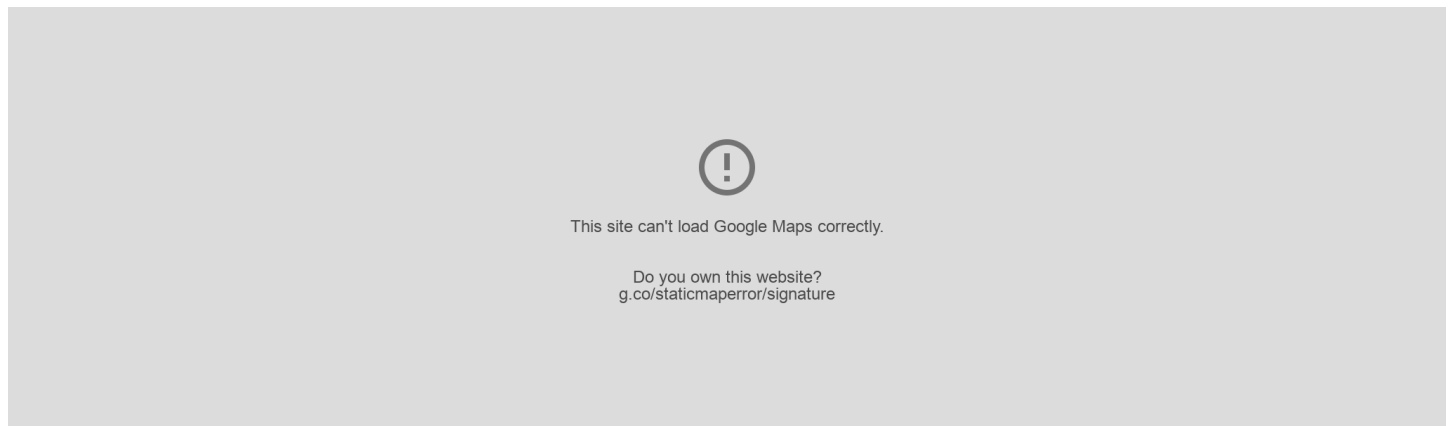 This site can't load Google Maps correctly.
Do you own this website?
g.co/staticmaperror/signature